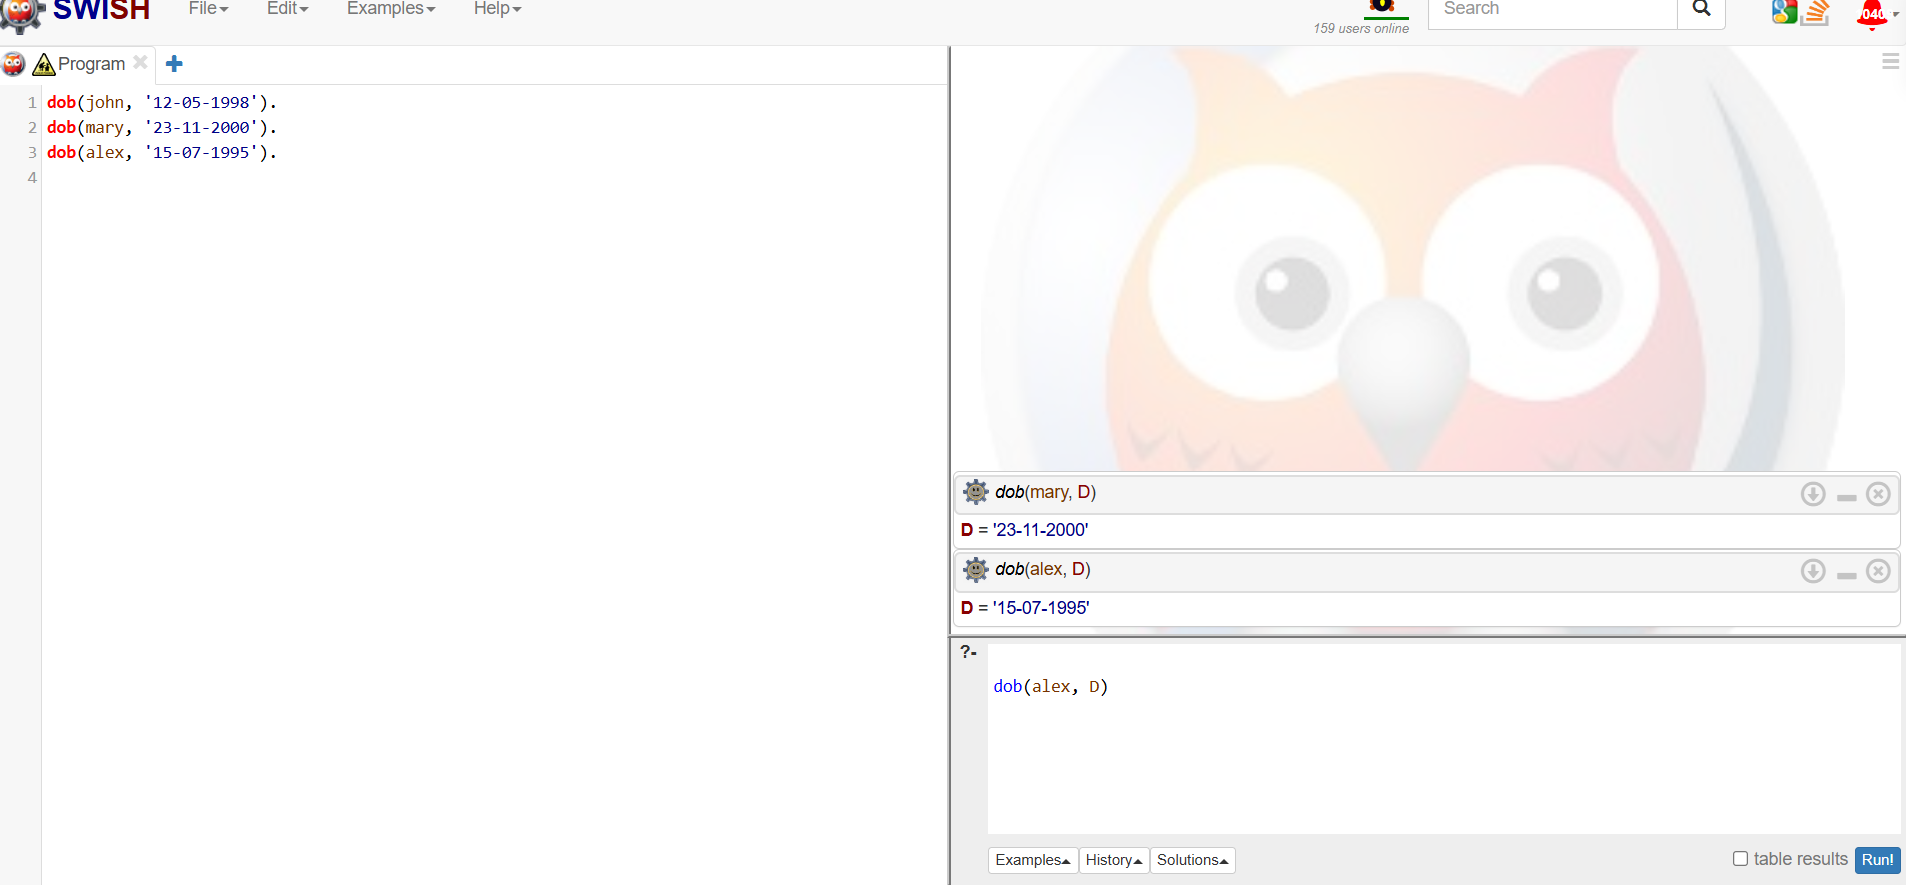 SWISH File Edit Examples Help 159 users online Search 040
Program
1 dob(john, '12-05-1998').
2 dob(mary, '23-11-2000').
3 dob(alex, '15-07-1995').
4
dob(mary, D)
D = '23-11-2000'
dob(alex, D)
D = '15-07-1995'
?-
dob(alex, D)
Examples History Solutions table results Run!